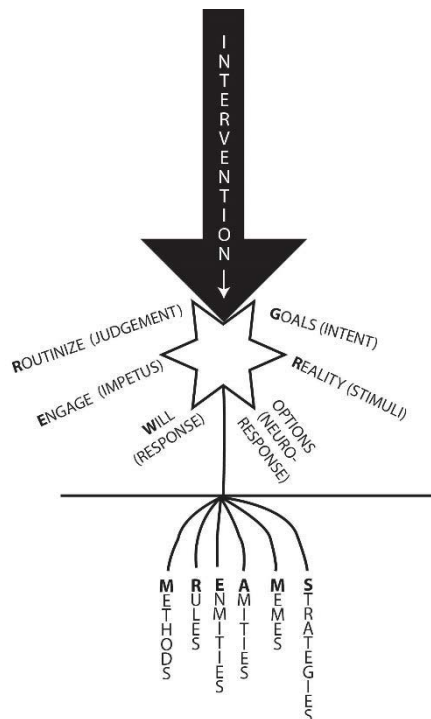 INTERVENTION
GOALS (INTENT)
REALITY (STIMULI)
OPTIONS
(NEURO-
RESPONSE)
WILL
(RESPONSE)
ENGAGE (IMPETUS)
ROUTINIZE (JUDGEMENT)
METHODS
RULES
ENMITIES
AMITIES
MEMES
STRATEGIES